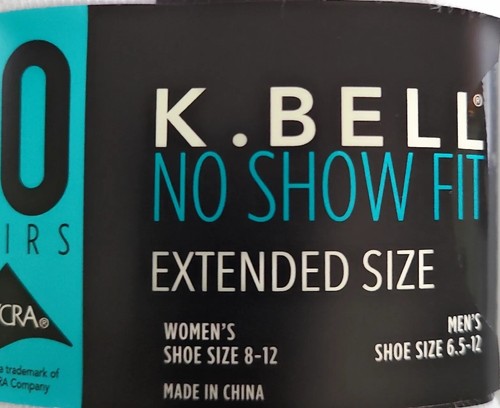 0
IRS
CRA®
a trademark of
RA Company
K.BELL®
NO SHOW FIT
EXTENDED SIZE
WOMEN'S
SHOE SIZE 8-12
MEN'S
SHOE SIZE 6.5-12
MADE IN CHINA